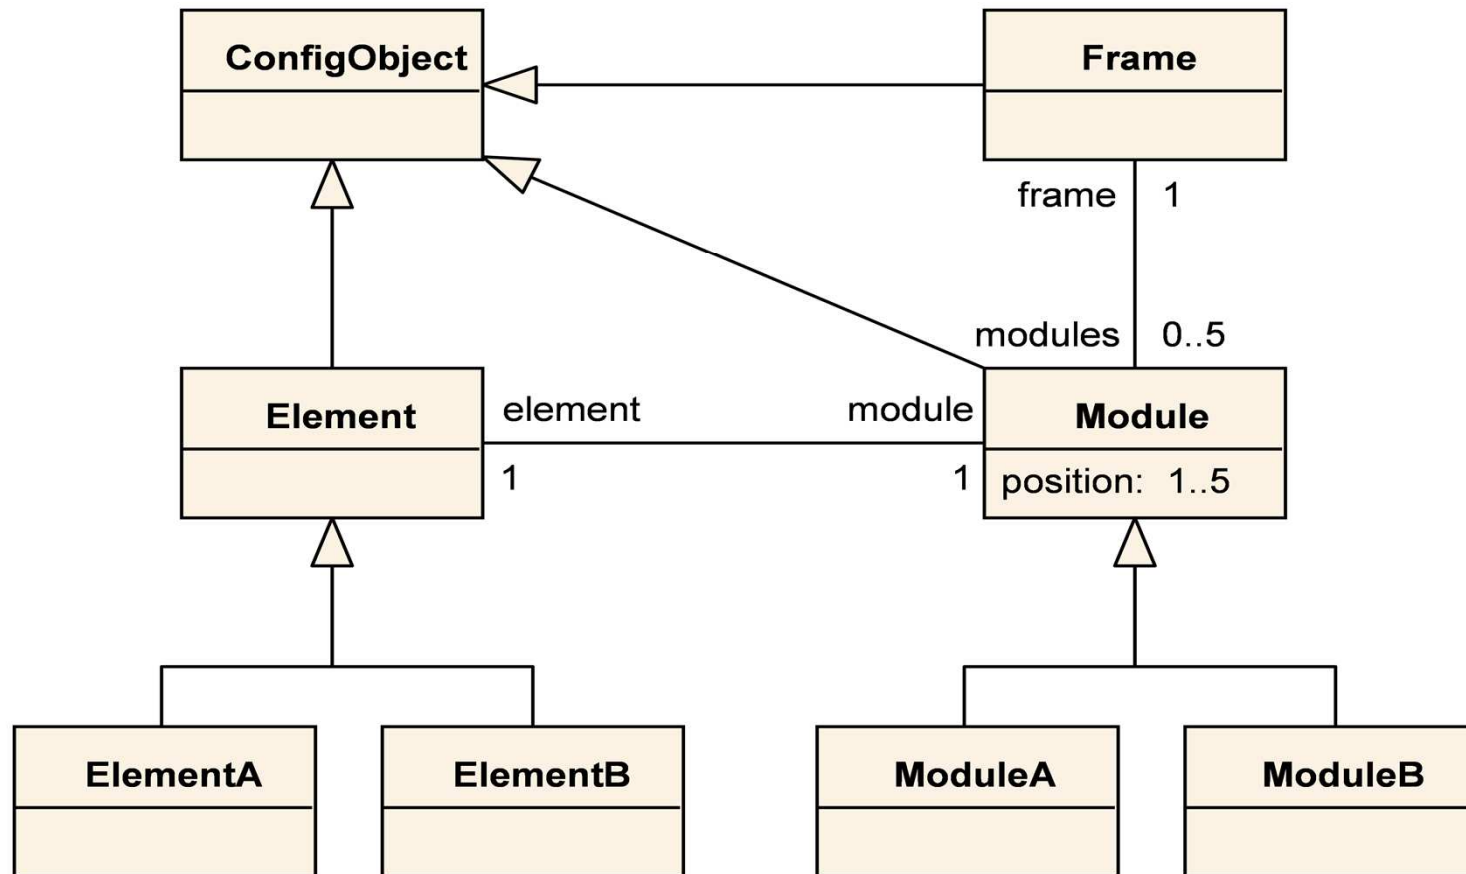 ConfigObject
Frame
frame 1
modules 0..5
Element
element
module
1
1
Module
position: 1..5
ElementA
ElementB
ModuleA
ModuleB